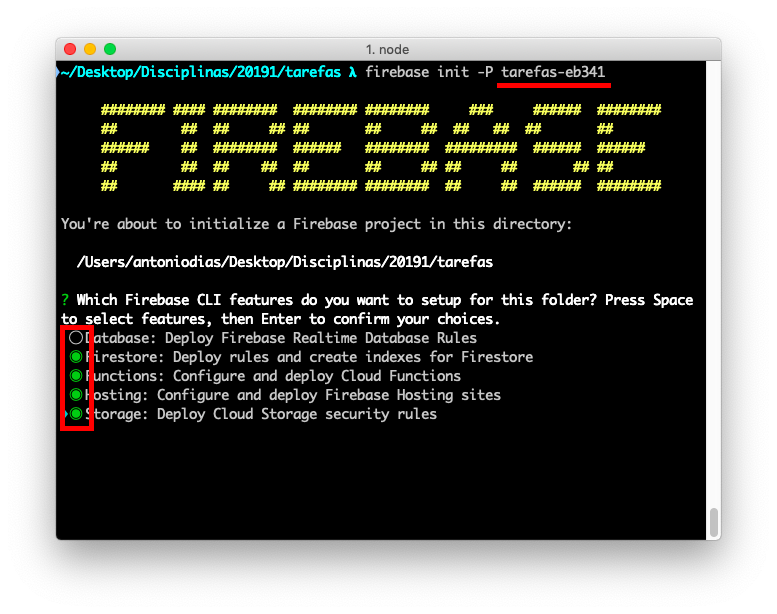 1. node
~/Desktop/Disciplinas/20191/tarefas λ firebase init -P tarefas-eb341
FIREBASE
You're about to initialize a Firebase project in this directory:
/Users/antoniodias/Desktop/Disciplinas/20191/tarefas
? Which Firebase CLI features do you want to setup for this folder? Press Space
to select features, then Enter to confirm your choices.
◯Database: Deploy Firebase Realtime Database Rules
◉Firestore: Deploy rules and create indexes for Firestore
◉Functions: Configure and deploy Cloud Functions
◉Hosting: Configure and deploy Firebase Hosting sites
❯◉Storage: Deploy Cloud Storage security rules